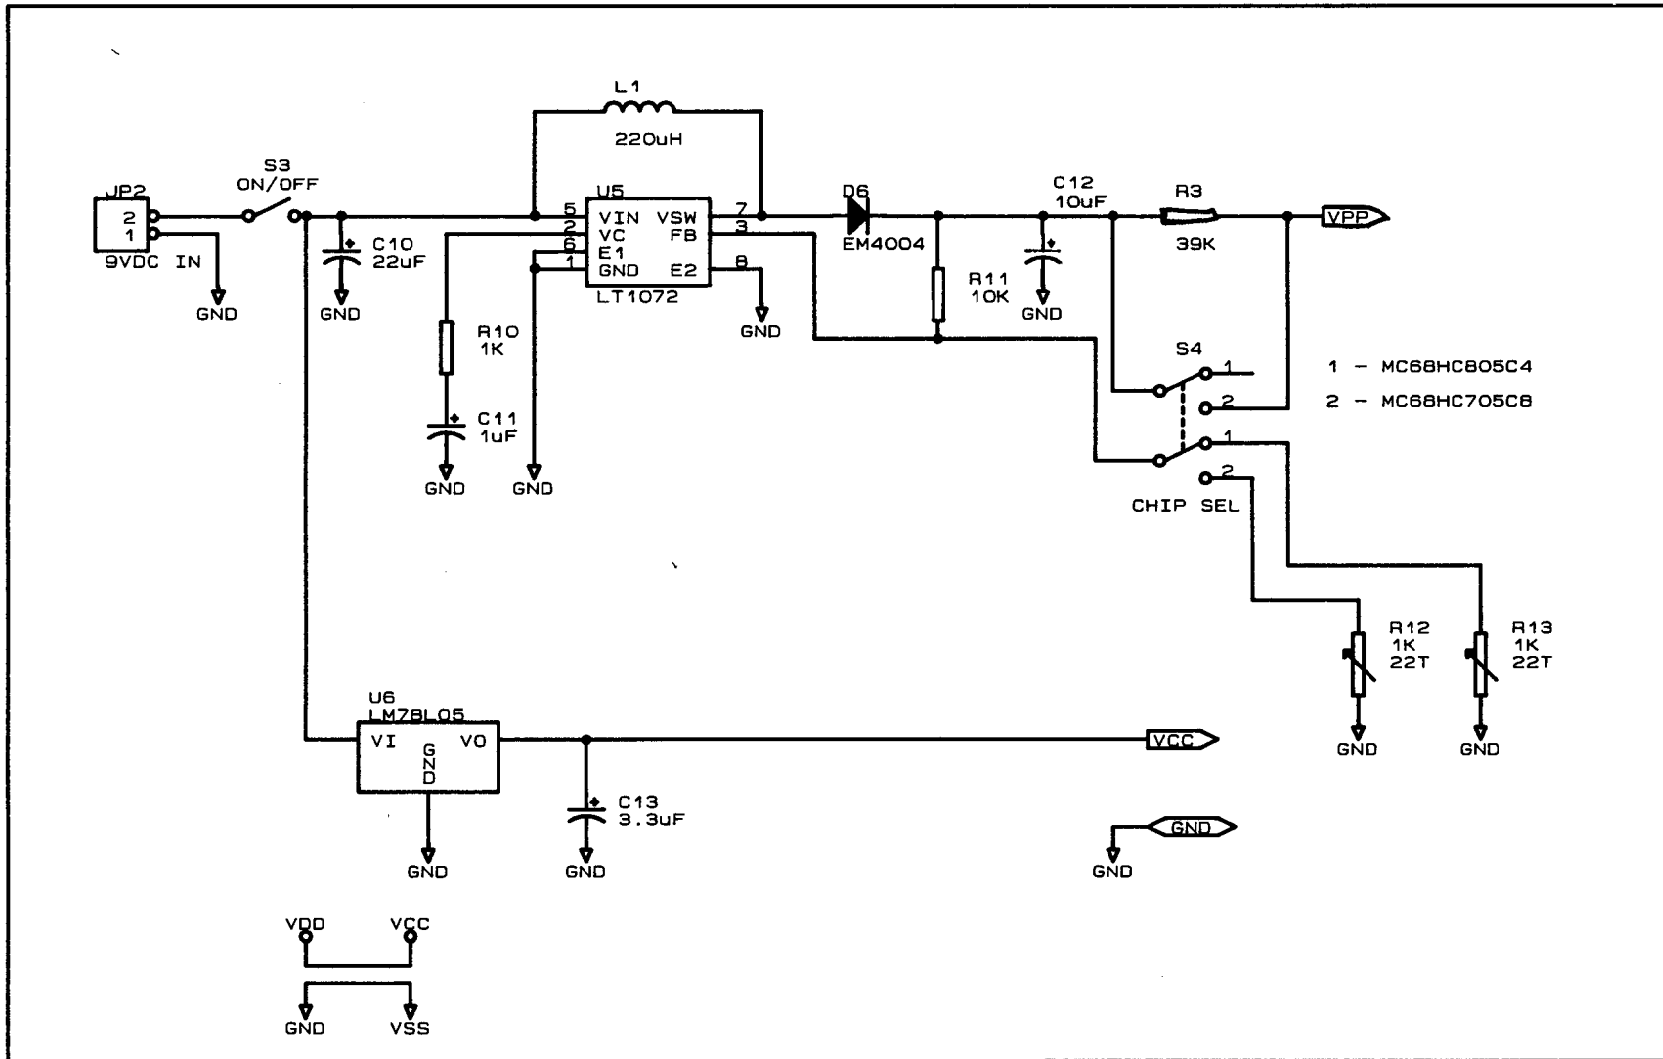 L1
220uH
S3
ON/OFF
JP2
2
1
9VDC IN
GND
C10
22uF
GND
U5
5 VIN VSW 7
2 VC FB 3
6 E1
1 GND E2 8
LT1072
GND
R10
1K
C11
1uF
GND
GND
D6
EM4004
C12
10uF
GND
R11
10K
R3
39K
VPP
S4
1
2
1
2
CHIP SEL
1 - MC68HC805C4
2 - MC68HC705C8
R12
1K
22T
GND
R13
1K
22T
GND
U6
LM78L05
VI VO
GND
GND
C13
3.3uF
GND
VCC
GND
GND
VDD VCC
GND VSS